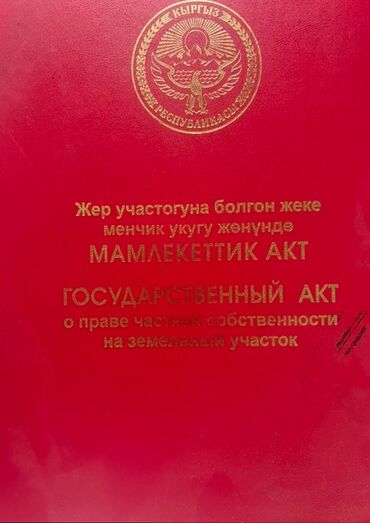 КЫРГЫЗ
РЕСПУБЛИКАСЫ
Жер участогуна болгон жеке
менчик укугу жөнүндө
МАМЛЕКЕТТИК АКТ
ГОСУДАРСТВЕННЫЙ АКТ
о праве частной собственности
на земельный участок